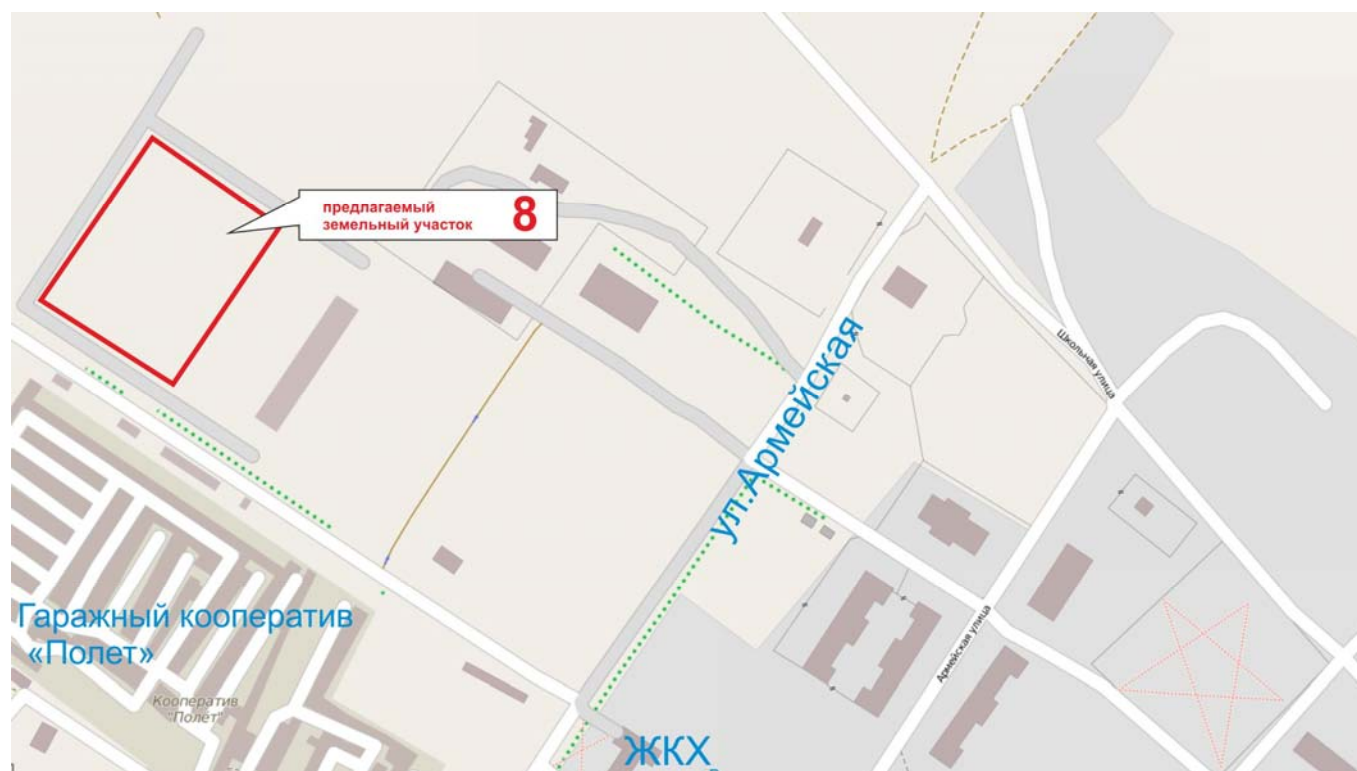 предлагаемый
земельный участок
8
ул.Армейская
Школьная улица
Армейская улица
Гаражный кооператив
«Полет»
Кооператив
"Полет"
ЖКХ